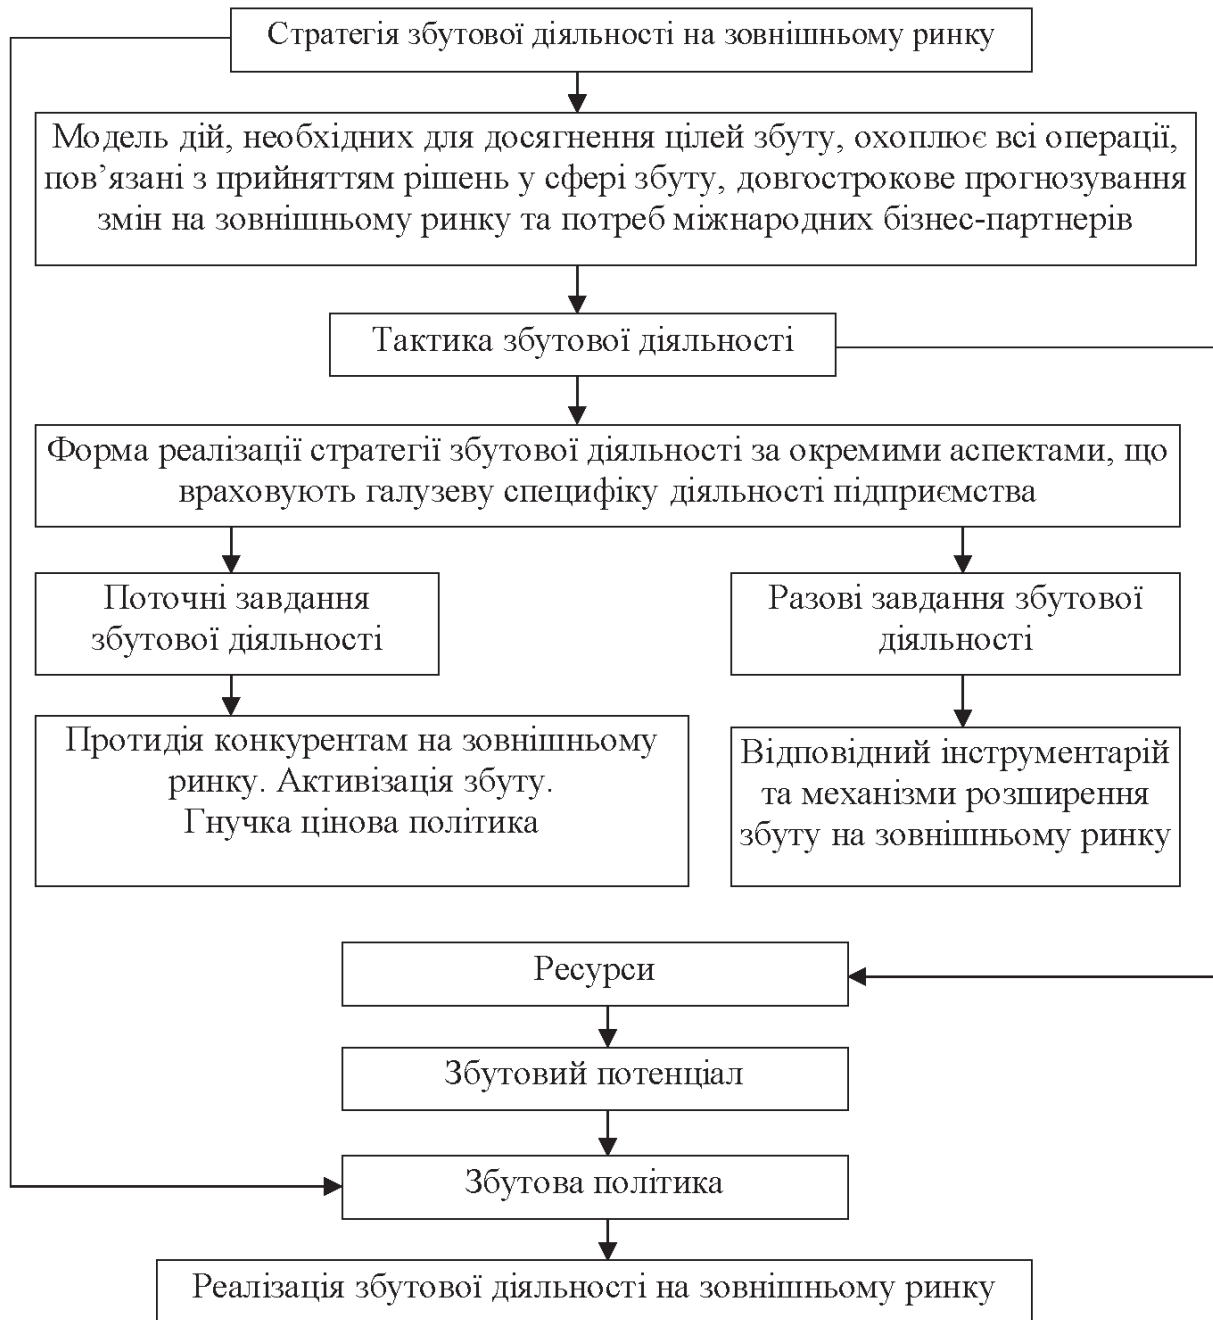 Стратегія збутової діяльності на зовнішньому ринку
Модель дій, необхідних для досягнення цілей збуту, охоплює всі операції,
пов’язані з прийняттям рішень у сфері збуту, довгострокове прогнозування
змін на зовнішньому ринку та потреб міжнародних бізнес-партнерів
Тактика збутової діяльності
Форма реалізації стратегії збутової діяльності за окремими аспектами, що
враховують галузеву специфіку діяльності підприємства
Поточні завдання
збутової діяльності
Разові завдання збутової
діяльності
Протидія конкурентам на зовнішньому
ринку. Активізація збуту.
Гнучка цінова політика
Відповідний інструментарій
та механізми розширення
збуту на зовнішньому ринку
Ресурси
Збутовий потенціал
Збутова політика
Реалізація збутової діяльності на зовнішньому ринку